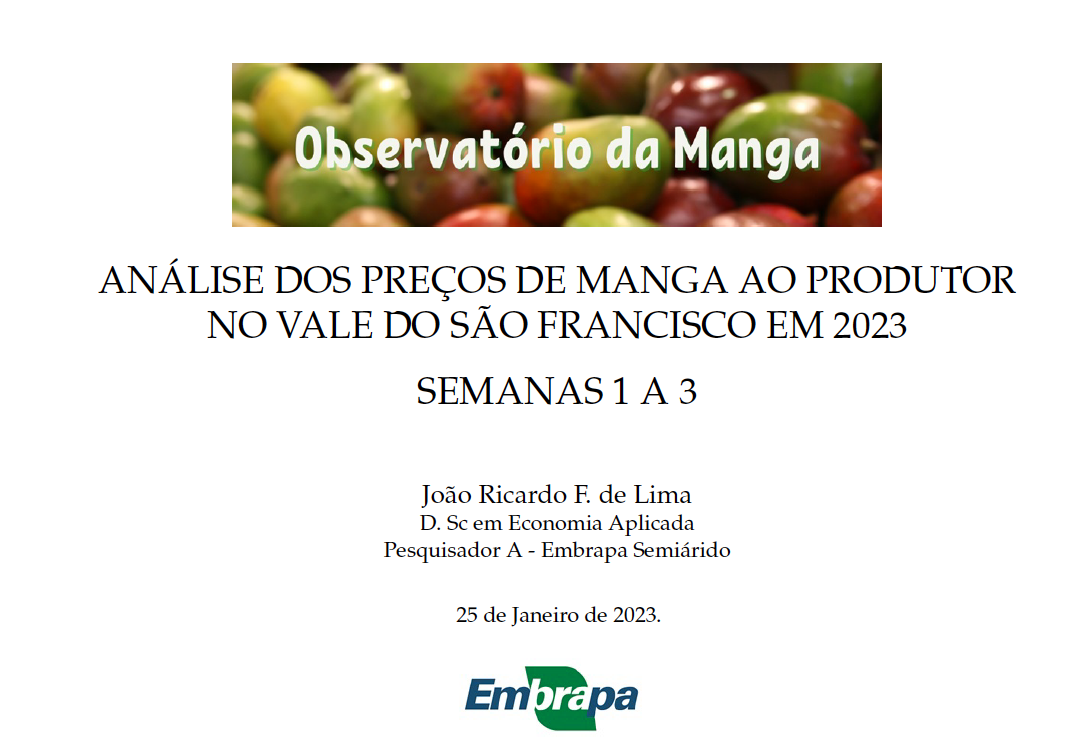 Observatório da Manga
ANÁLISE DOS PREÇOS DE MANGA AO PRODUTOR
NO VALE DO SÃO FRANCISCO EM 2023
SEMANAS 1 A 3
João Ricardo F. de Lima
D. Sc em Economia Aplicada
Pesquisador A - Embrapa Semiárido
25 de Janeiro de 2023.
Embrapa